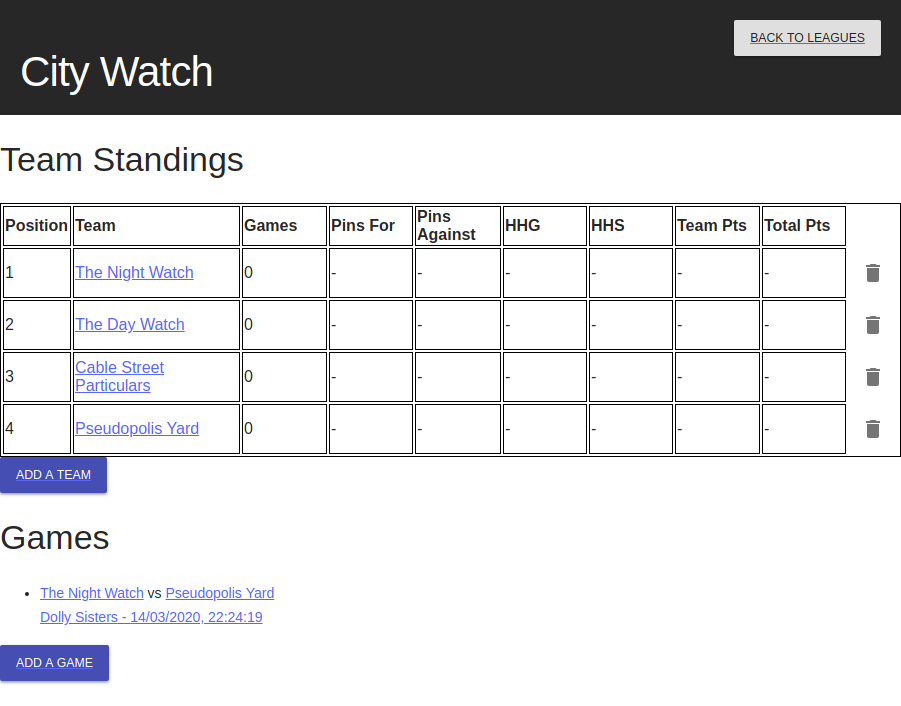 BACK TO LEAGUES
City Watch
Team Standings
Position Team Games Pins For Pins Against HHG HHS Team Pts Total Pts
1 The Night Watch 0 - - - - - -
2 The Day Watch 0 - - - - - -
3 Cable Street Particulars 0 - - - - - -
4 Pseudopolis Yard 0 - - - - - -
ADD A TEAM
Games
• The Night Watch vs Pseudopolis Yard
Dolly Sisters - 14/03/2020, 22:24:19
ADD A GAME